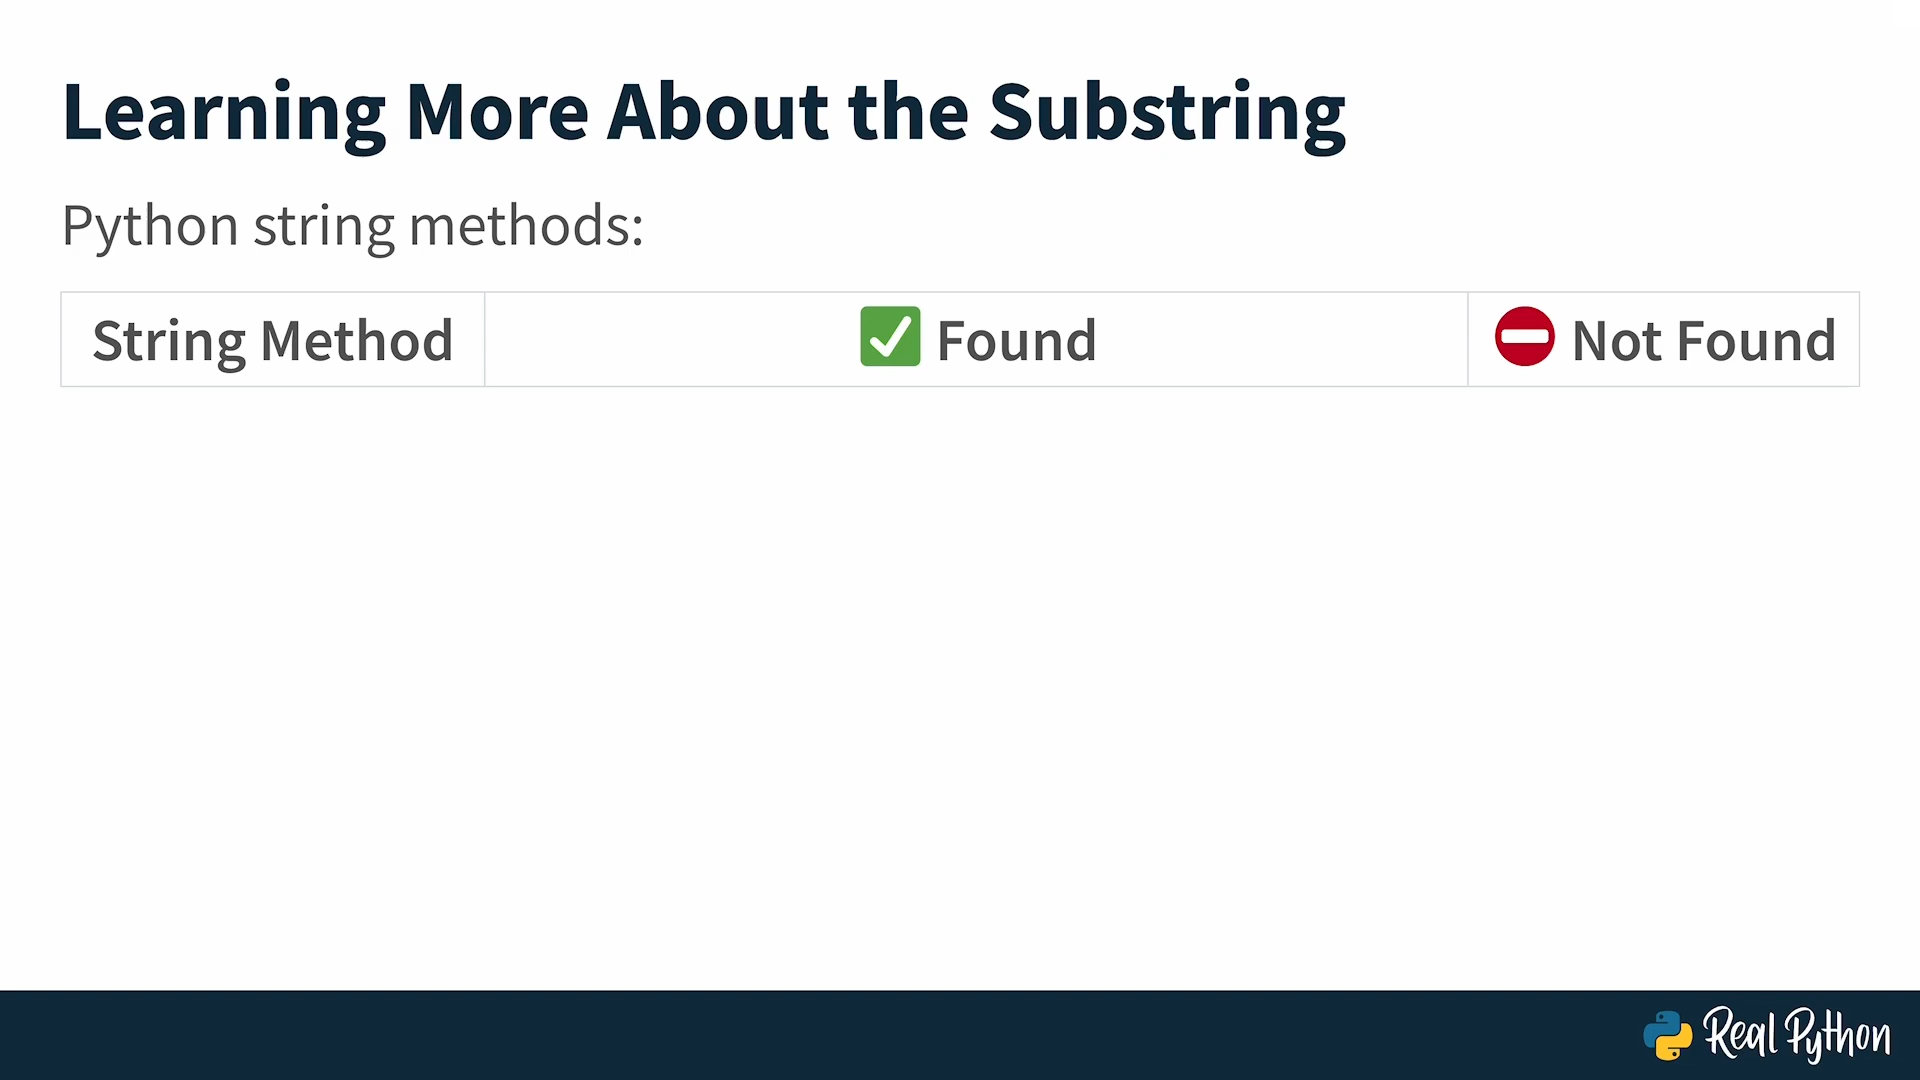 Learning More About the Substring
Python string methods:
String Method ✅ Found ⛔ Not Found
Real Python